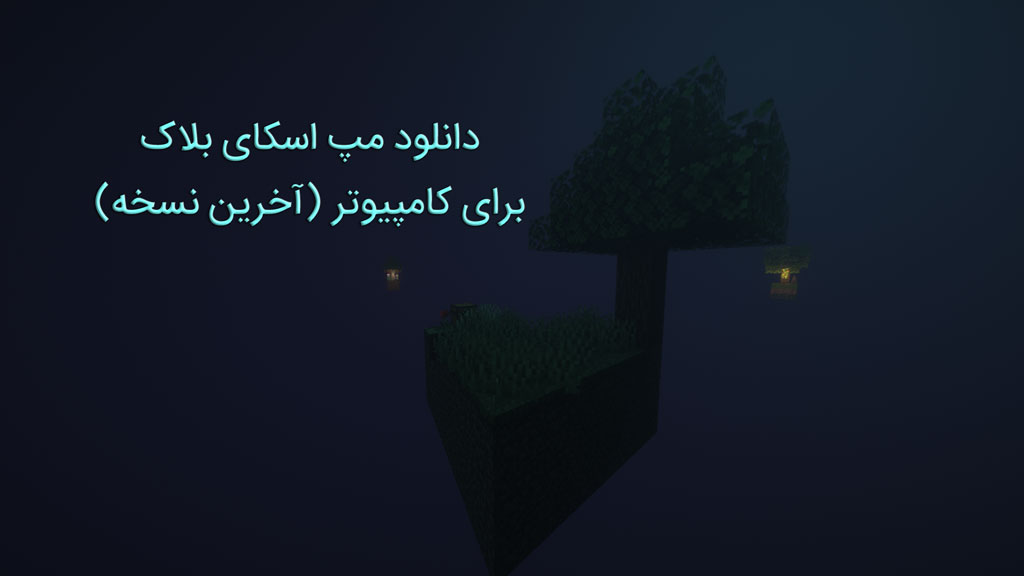 دانلود مپ اسکای بلاک
برای کامپیوتر (آخرین نسخه)